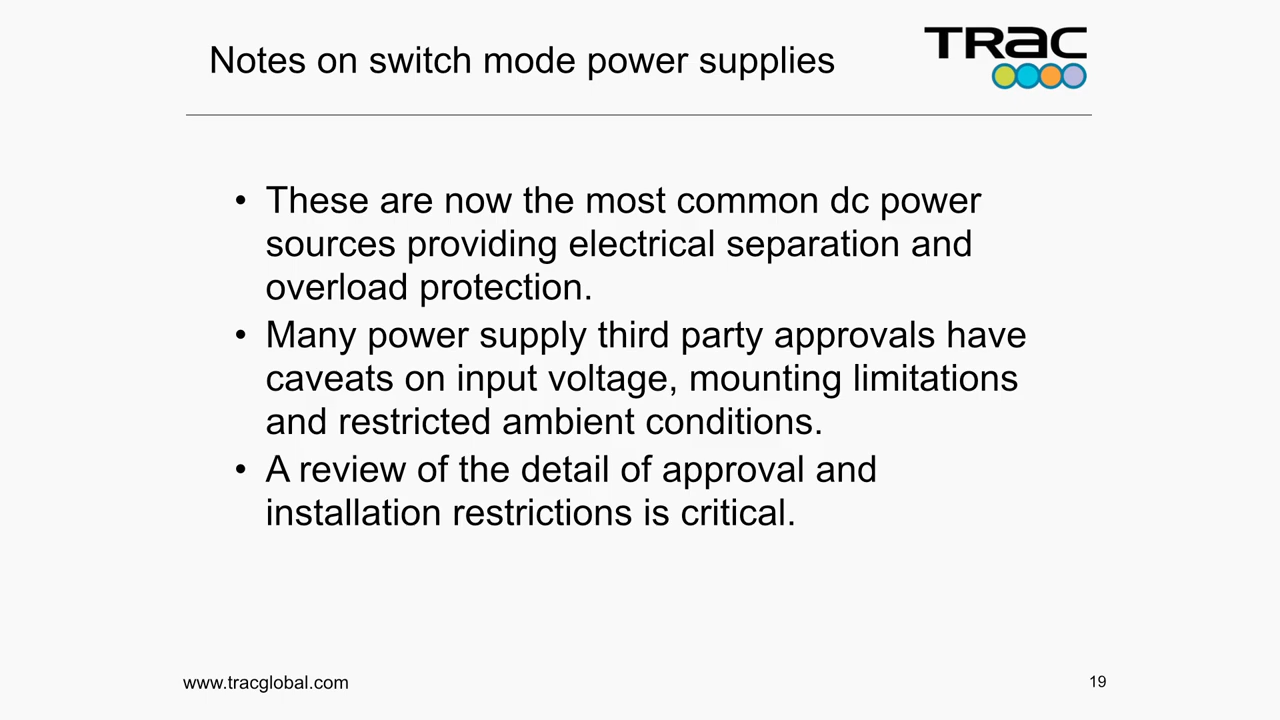 Notes on switch mode power supplies
TRaC
• These are now the most common dc power
sources providing electrical separation and
overload protection.
• Many power supply third party approvals have
caveats on input voltage, mounting limitations
and restricted ambient conditions.
• A review of the detail of approval and
installation restrictions is critical.
www.tracglobal.com
19